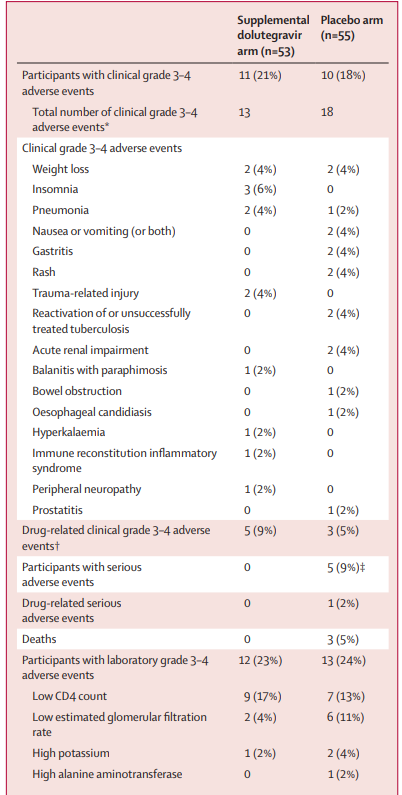 Supplemental dolutegravir arm (n=53) Placebo arm (n=55)
Participants with clinical grade 3–4 adverse events 11 (21%) 10 (18%)
Total number of clinical grade 3–4 adverse events* 13 18
Clinical grade 3–4 adverse events
Weight loss 2 (4%) 2 (4%)
Insomnia 3 (6%) 0
Pneumonia 2 (4%) 1 (2%)
Nausea or vomiting (or both) 0 2 (4%)
Gastritis 0 2 (4%)
Rash 0 2 (4%)
Trauma-related injury 2 (4%) 0
Reactivation of or unsuccessfully treated tuberculosis 0 2 (4%)
Acute renal impairment 0 2 (4%)
Balanitis with paraphimosis 1 (2%) 0
Bowel obstruction 0 1 (2%)
Oesophageal candidiasis 0 1 (2%)
Hyperkalaemia 1 (2%) 0
Immune reconstitution inflammatory syndrome 1 (2%) 0
Peripheral neuropathy 1 (2%) 0
Prostatitis 0 1 (2%)
Drug-related clinical grade 3–4 adverse events† 5 (9%) 3 (5%)
Participants with serious adverse events 0 5 (9%)‡
Drug-related serious adverse events 0 1 (2%)
Deaths 0 3 (5%)
Participants with laboratory grade 3–4 adverse events 12 (23%) 13 (24%)
Low CD4 count 9 (17%) 7 (13%)
Low estimated glomerular filtration rate 2 (4%) 6 (11%)
High potassium 1 (2%) 2 (4%)
High alanine aminotransferase 0 1 (2%)